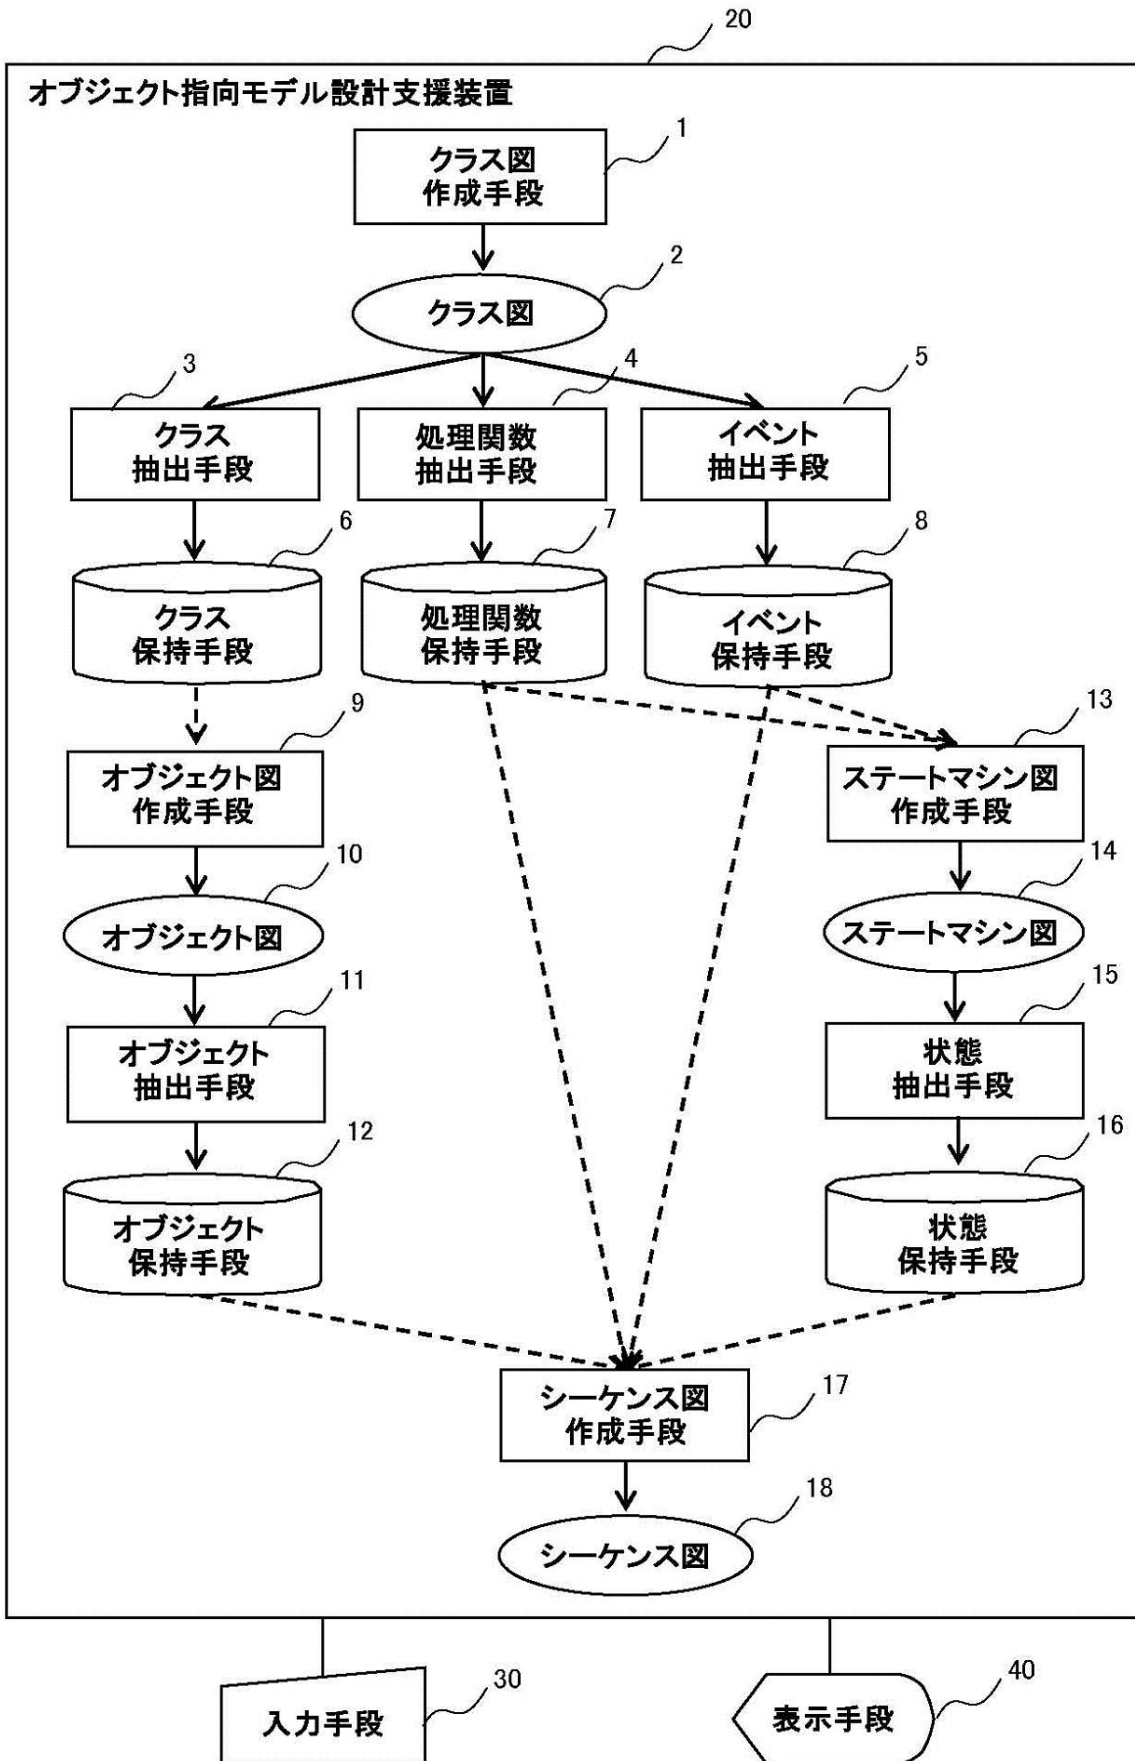 20
オブジェクト指向モデル設計支援装置
1
クラス図
作成手段
2
クラス図
3
4
5
クラス
抽出手段
処理関数
抽出手段
イベント
抽出手段
6
7
8
クラス
保持手段
処理関数
保持手段
イベント
保持手段
9
13
オブジェクト図
作成手段
ステートマシン図
作成手段
10
14
オブジェクト図
ステートマシン図
11
15
オブジェクト
抽出手段
状態
抽出手段
12
16
オブジェクト
保持手段
状態
保持手段
17
シーケンス図
作成手段
18
シーケンス図
30
入力手段
40
表示手段